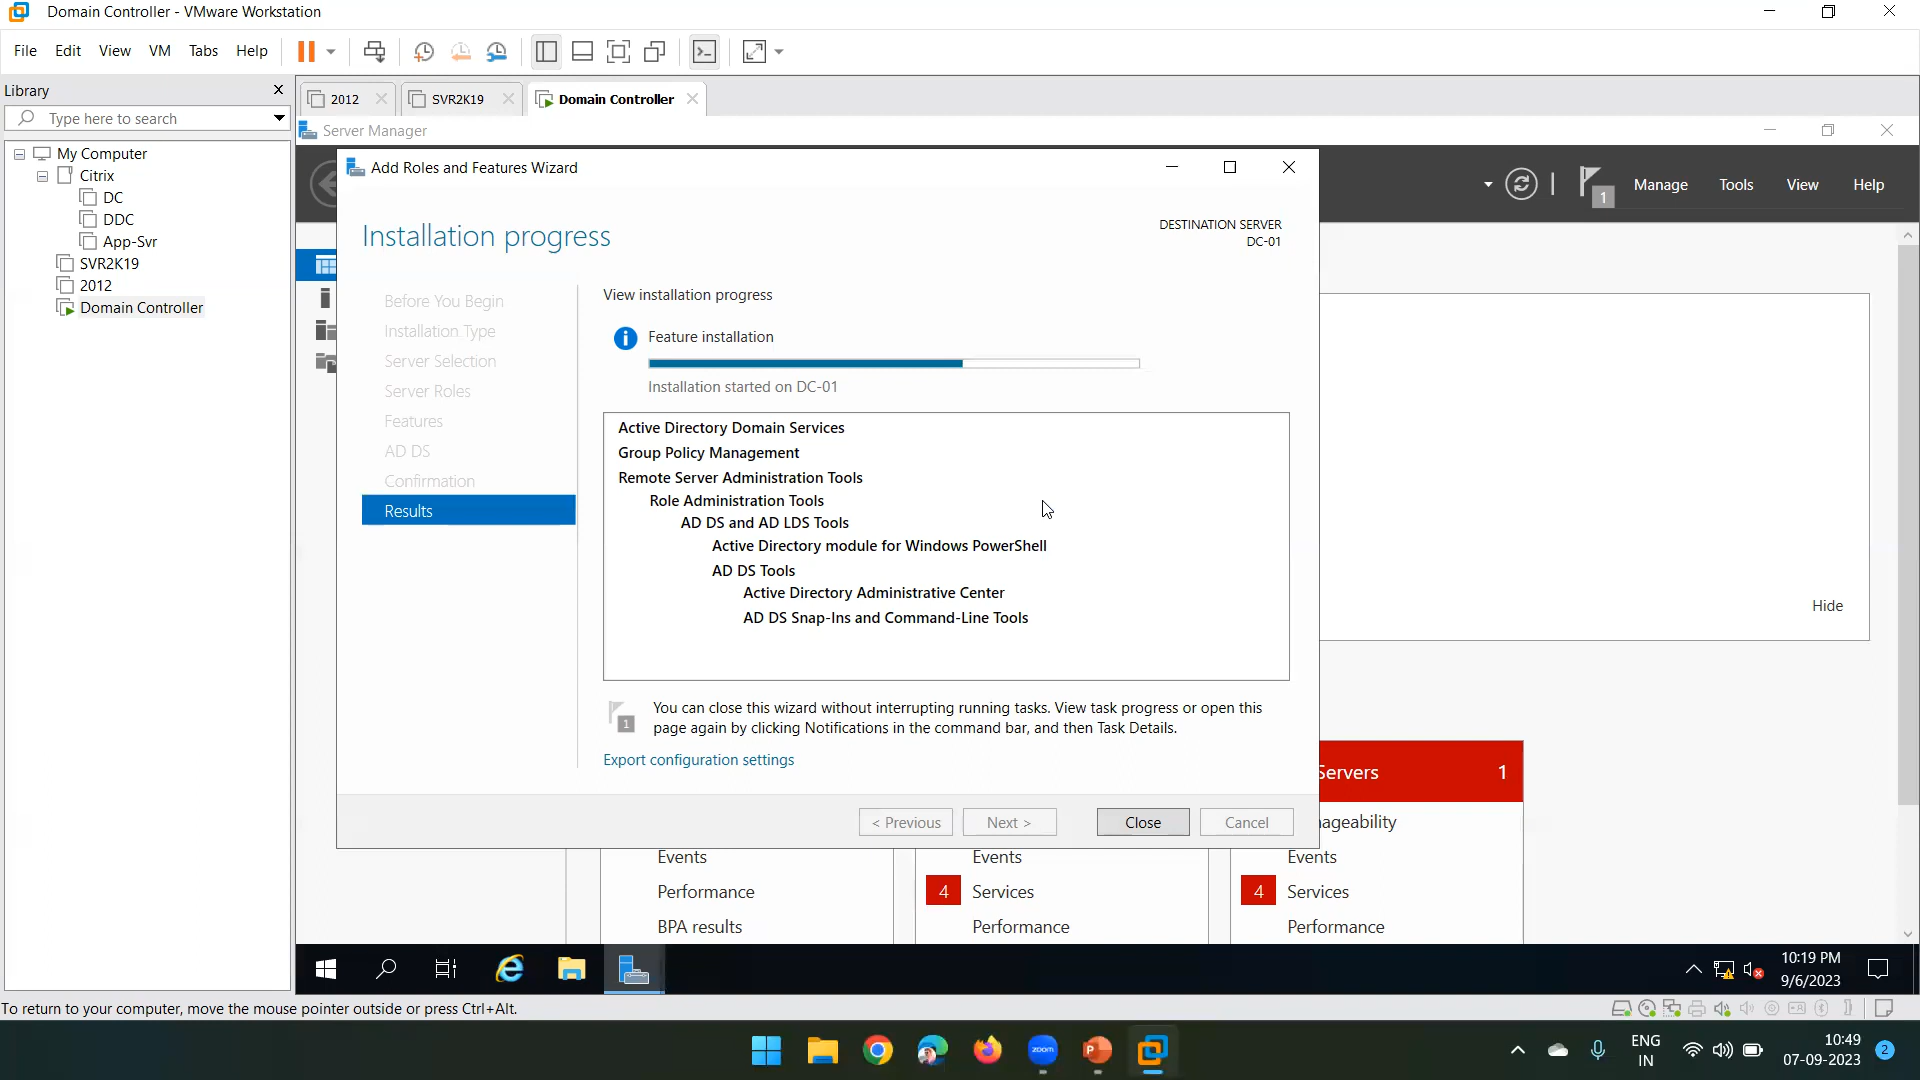 Domain Controller - VMware Workstation
File Edit View VM Tabs Help
Library
Type here to search
My Computer
Citrix
DC
DDC
App-Svr
SVR2K19
2012
Domain Controller
2012
SVR2K19
Domain Controller
Server Manager
1
Manage Tools View Help
Add Roles and Features Wizard
Installation progress
DESTINATION SERVER
DC-01
Before You Begin
Installation Type
Server Selection
Server Roles
Features
AD DS
Confirmation
Results
View installation progress
Feature installation
Installation started on DC-01
Active Directory Domain Services
Group Policy Management
Remote Server Administration Tools
Role Administration Tools
AD DS and AD LDS Tools
Active Directory module for Windows PowerShell
AD DS Tools
Active Directory Administrative Center
AD DS Snap-Ins and Command-Line Tools
1
You can close this wizard without interrupting running tasks. View task progress or open this
page again by clicking Notifications in the command bar, and then Task Details.
Export configuration settings
< Previous
Next >
Close
Cancel
Hide
Servers 1
nageability
Events
Performance
BPA results
Events
4 Services
Performance
Events
4 Services
Performance
10:19 PM
9/6/2023
To return to your computer, move the mouse pointer outside or press Ctrl+Alt.
zoom
P
ENG
IN
10:49
07-09-2023
2